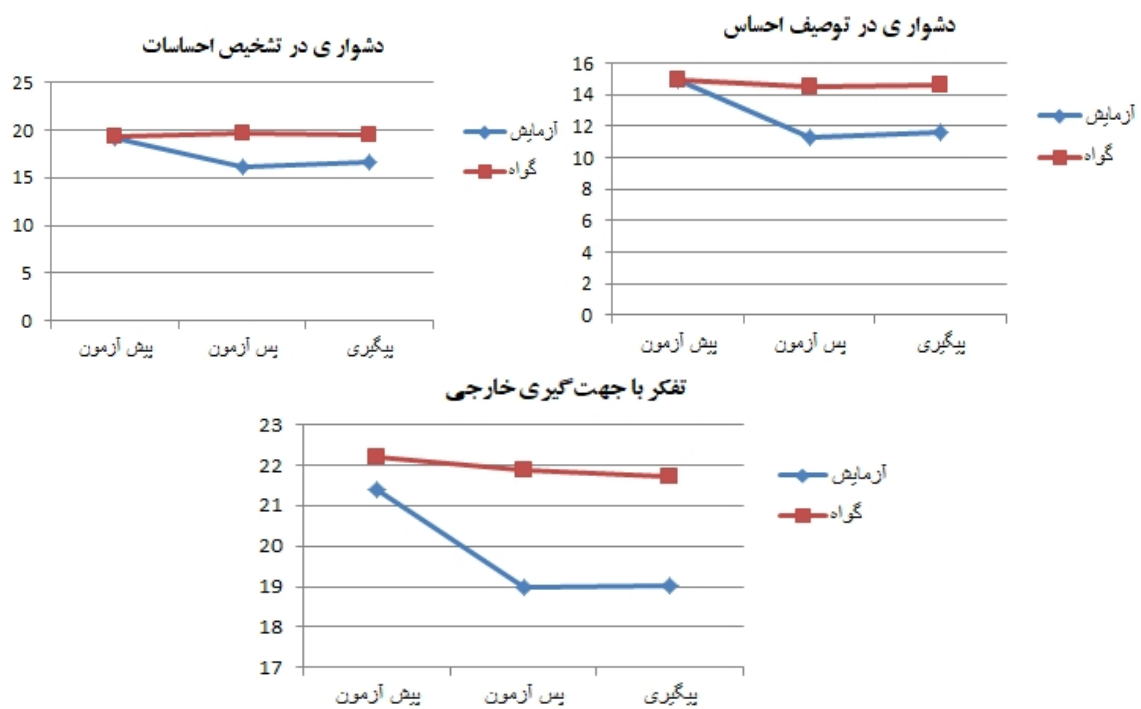 دشوار ی در توصیف احساس
16
14
12
10
8
6
4
2
0
پیش آزمون
پس آزمون
پیگیری
آزمایش
گواه
دشوار ی در تشخیص احساسات
25
20
15
10
5
0
پیش آزمون
پس آزمون
پیگیری
آزمایش
گواه
تفکر با جهت‌گیری خارجی
23
22
21
20
19
18
17
پیش آزمون
پس آزمون
پیگیری
آزمایش
گواه